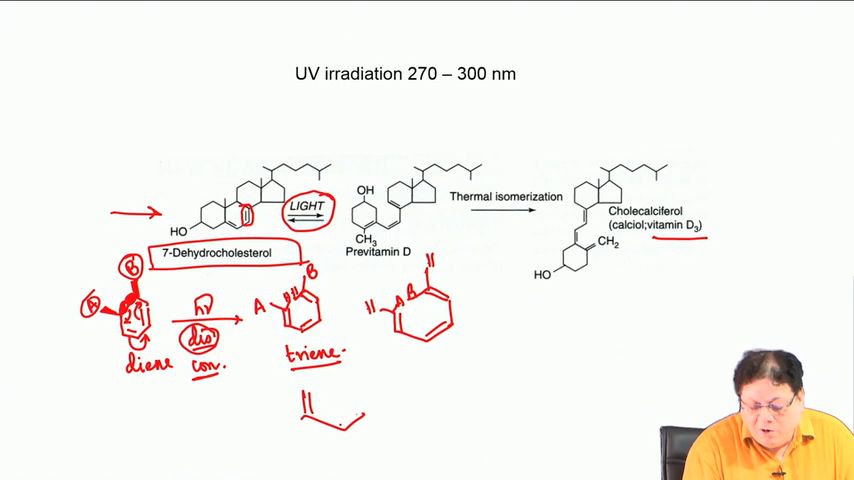 UV irradiation 270 – 300 nm
LIGHT
OH
Thermal isomerization
HO
Cholecalciferol
(calciol;vitamin D3)
CH3
CH2
7-Dehydrocholesterol
Previtamin D
HO
B
B
A
hν
A
A
B
dis
diene
con.
triene.